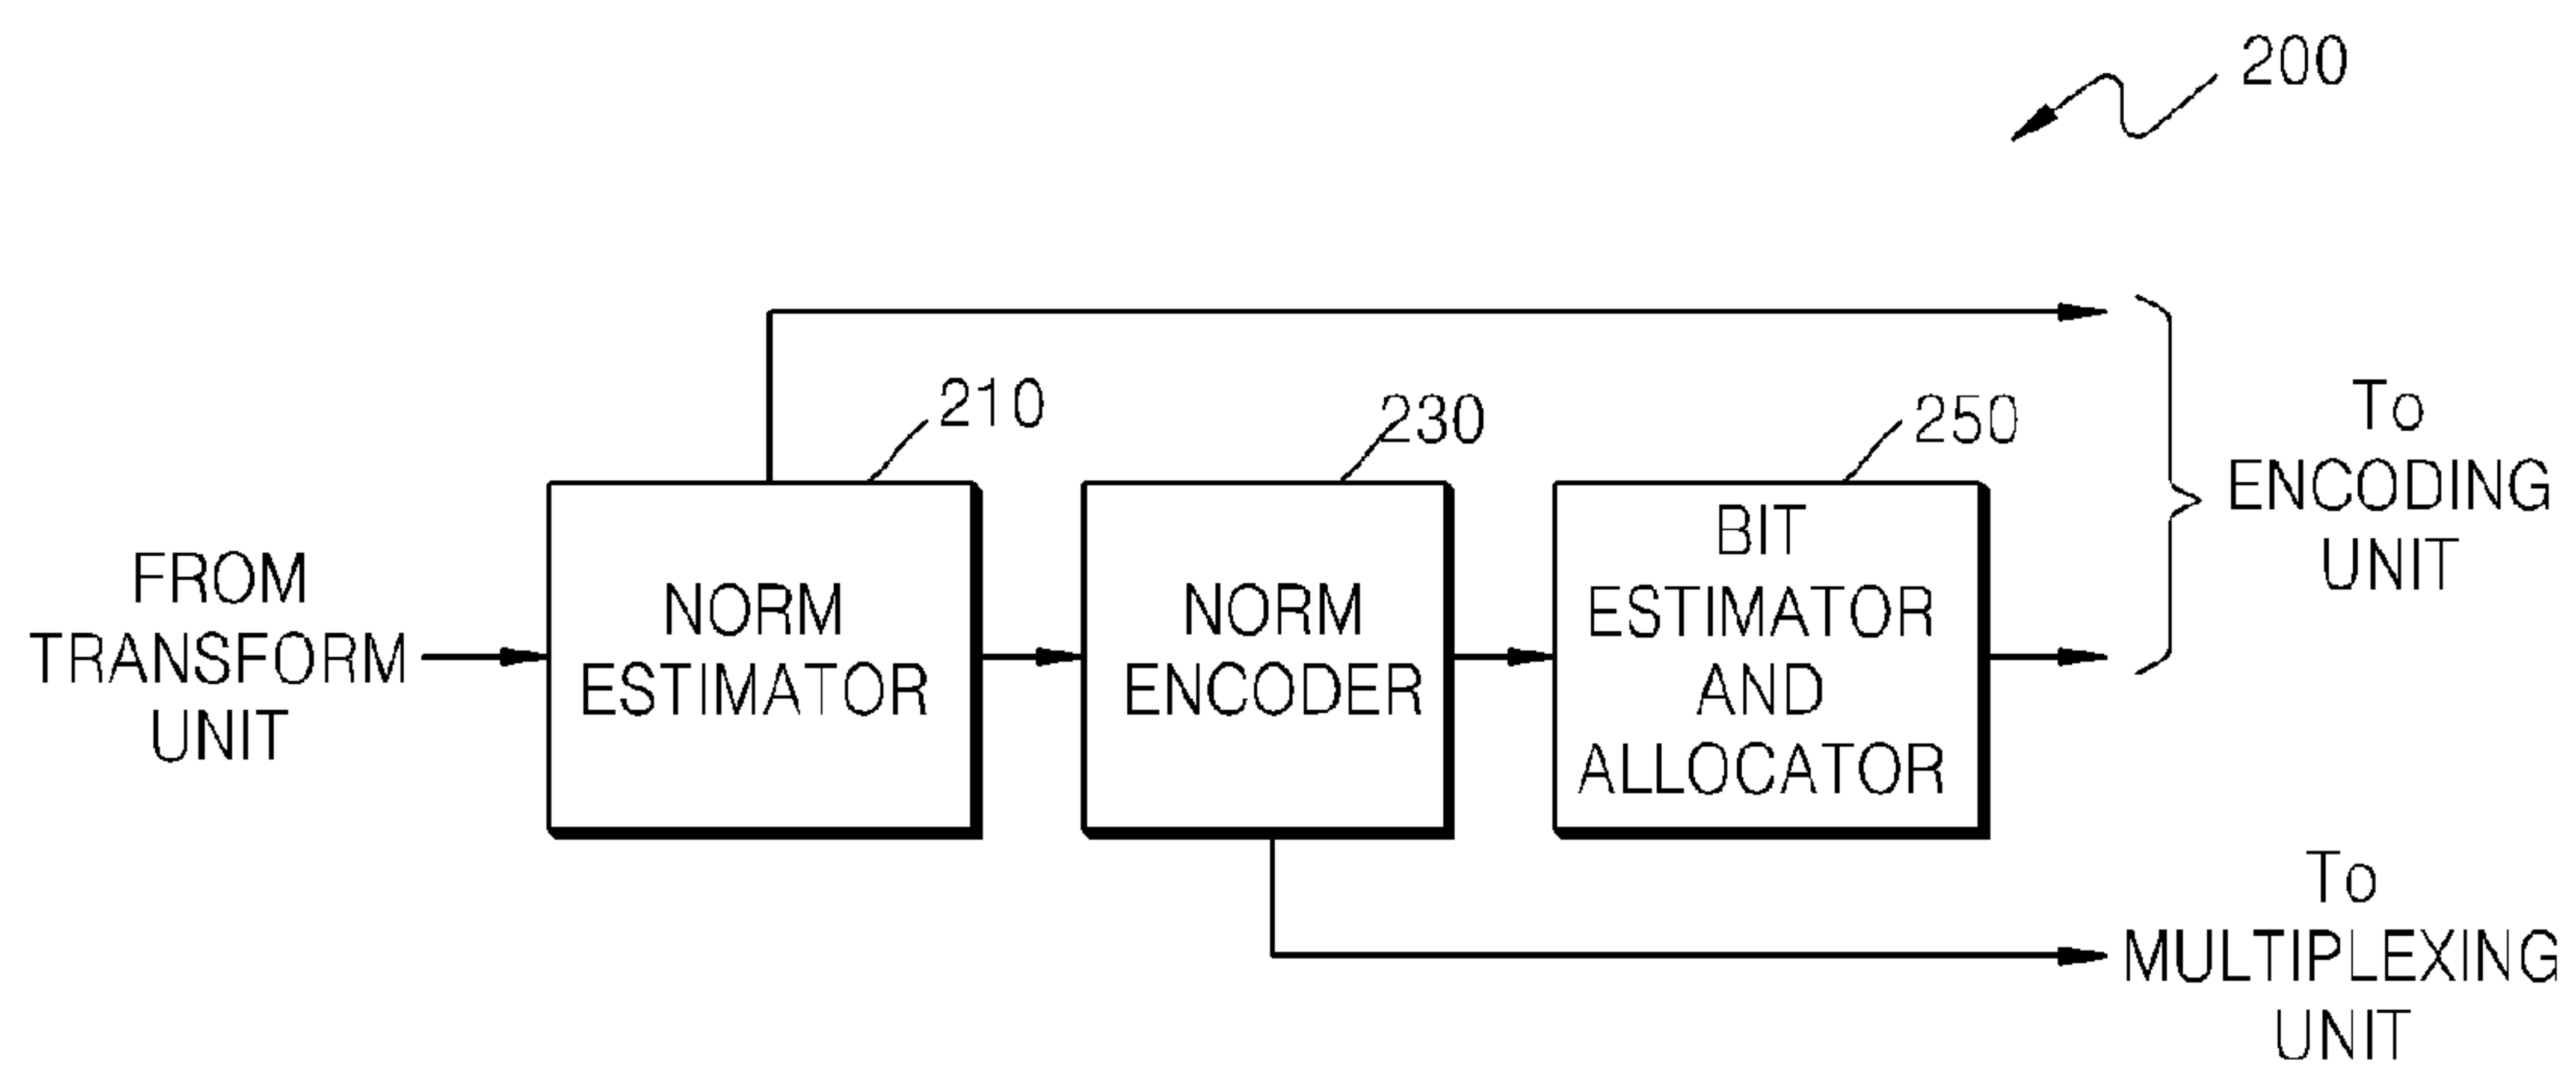 200
210
230
250
FROM
TRANSFORM
UNIT
NORM
ESTIMATOR
NORM
ENCODER
BIT
ESTIMATOR
AND
ALLOCATOR
To
ENCODING
UNIT
To
MULTIPLEXING
UNIT